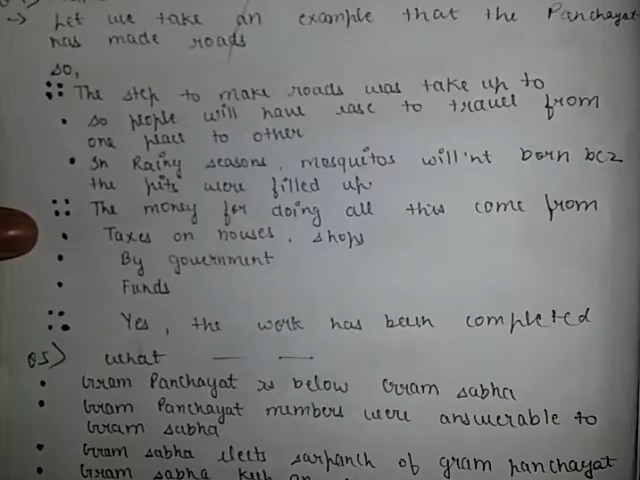 → Let we take an example that the Panchayat
has made roads
so,
:: The step to make roads was take up to
• so people will have ease to travel from
one place to other
• In Rainy seasons, mosquitos will'nt born bcz
the pits were filled up
:: The money for doing all this come from
• Taxes on houses, shops
• By government
• Funds
:: Yes, the work has been completed
Q5> What — —
• Gram Panchayat is below Gram sabha
• Gram Panchayat members were answerable to
Gram sabha
• Gram sabha elects sarpanch of gram panchayat
• Gram sabha